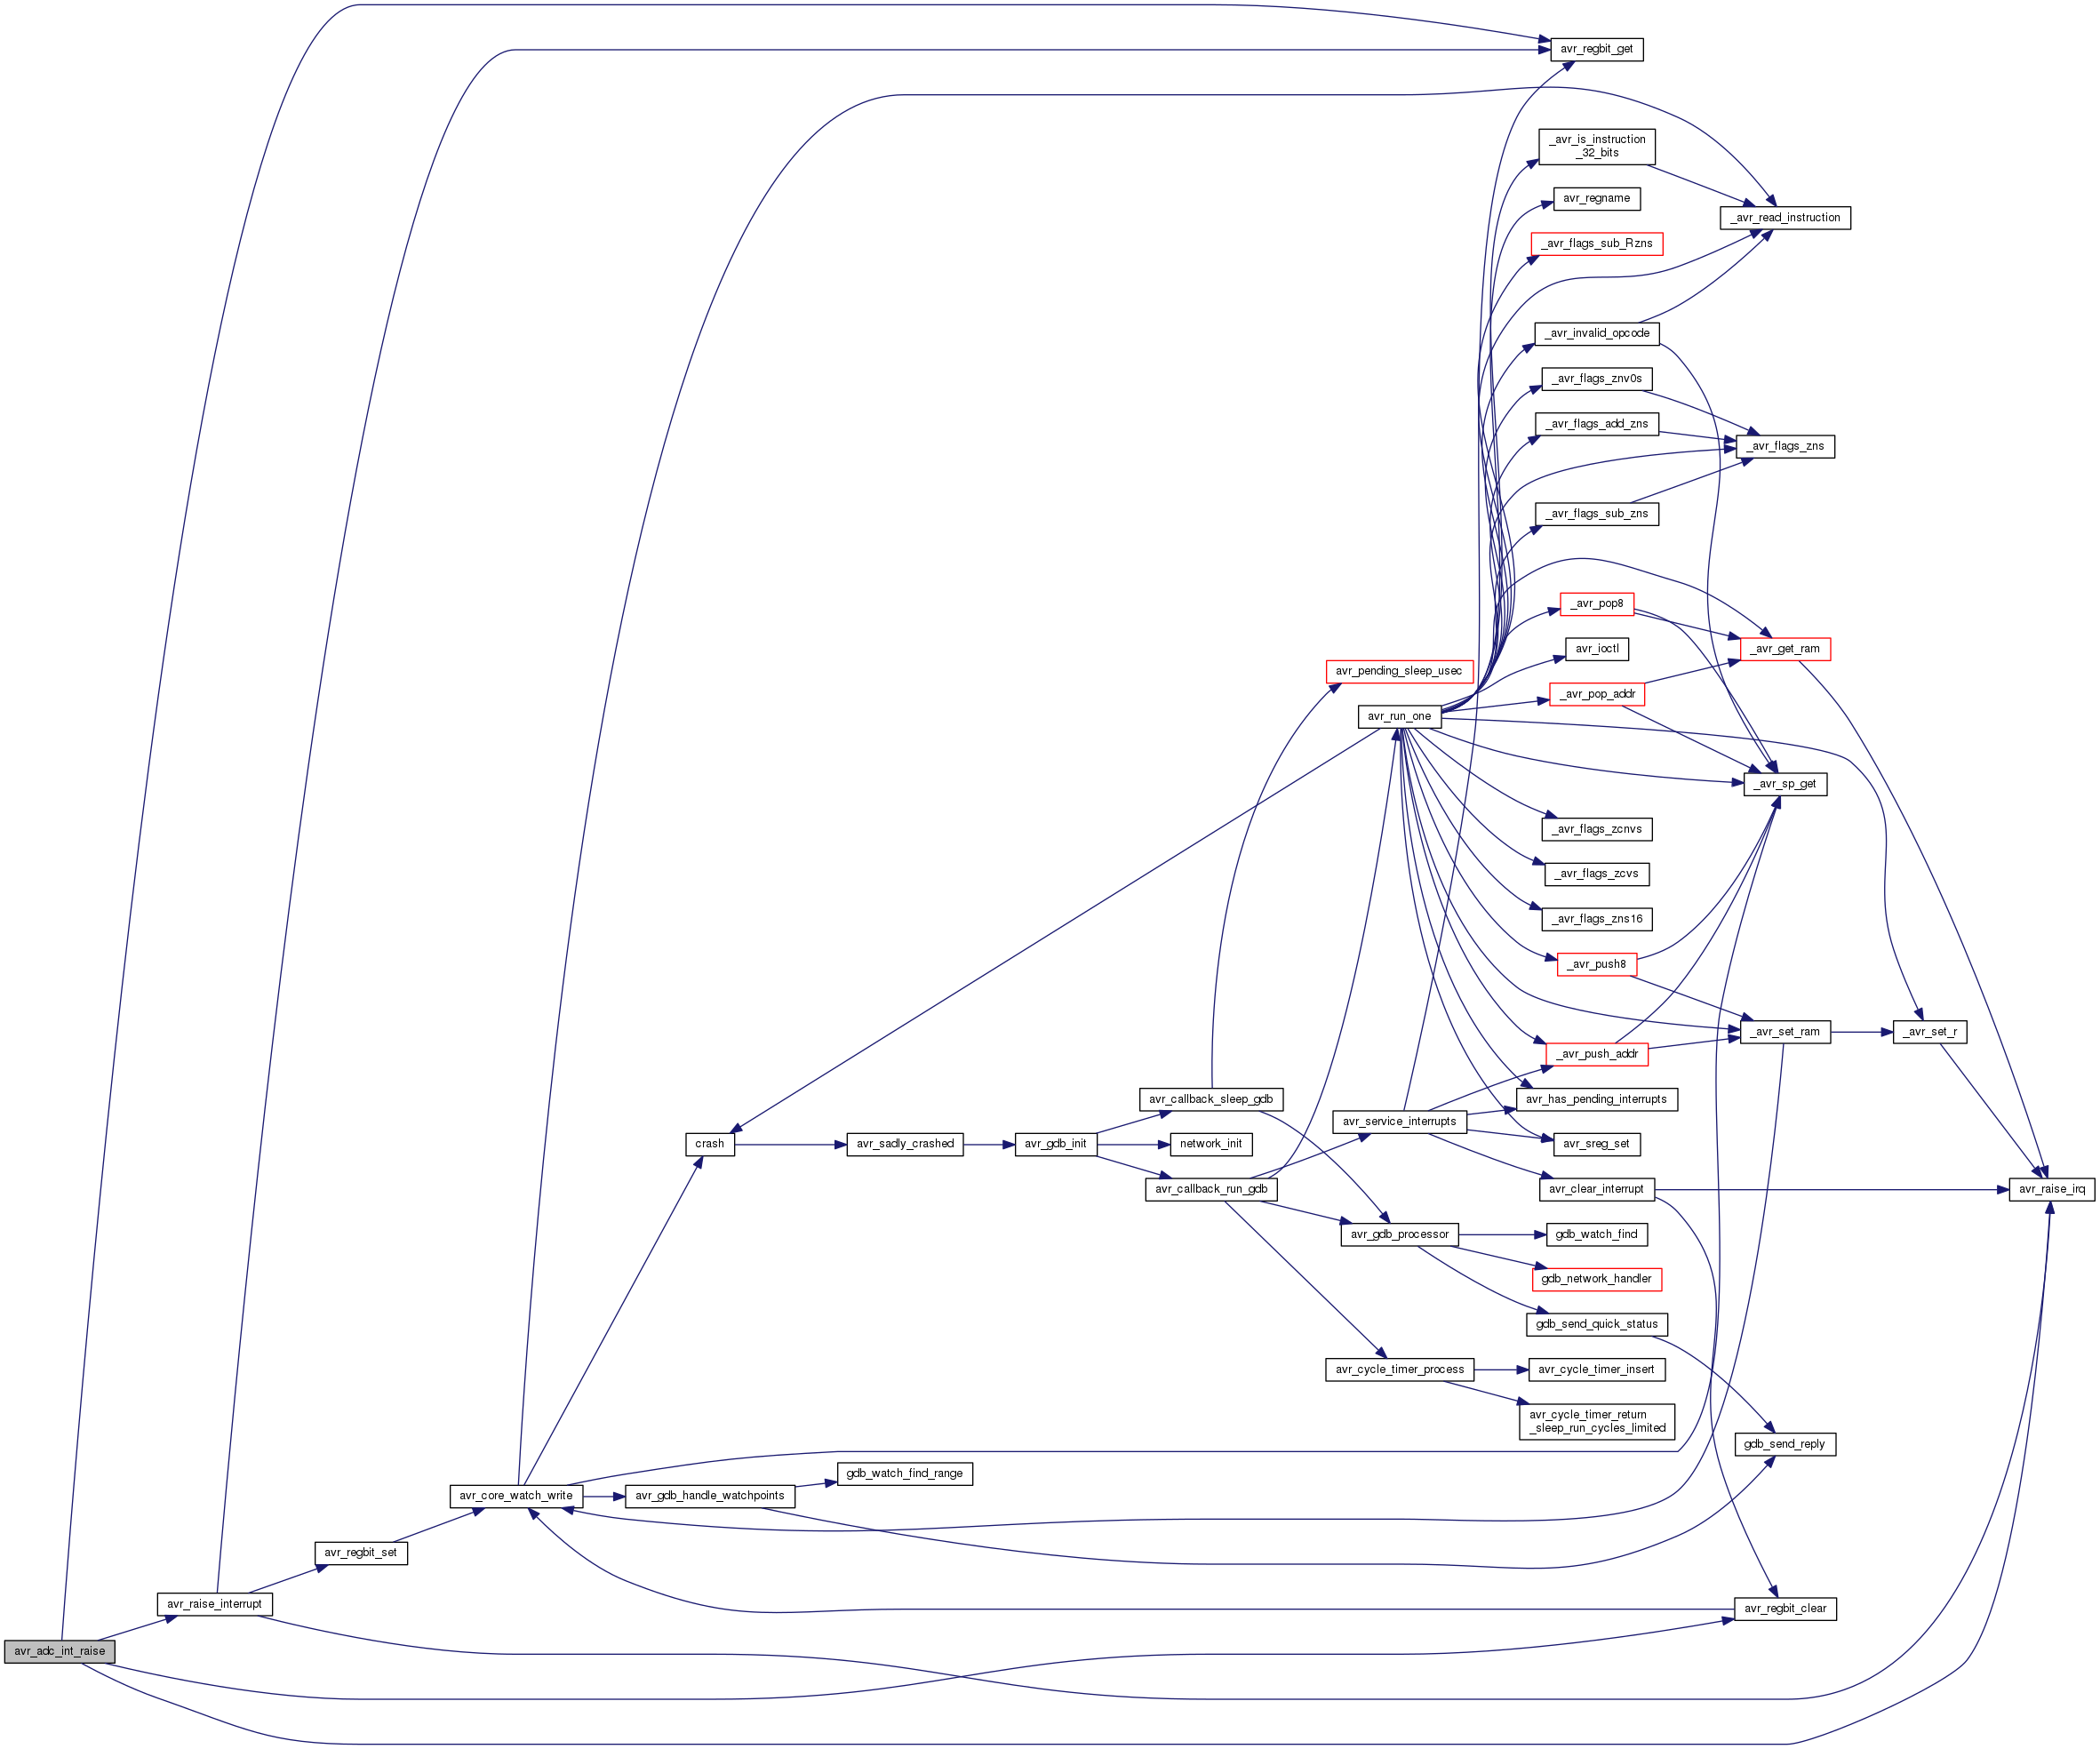 avr_regbit_get
_avr_is_instruction
_32_bits
avr_regname
_avr_read_instruction
_avr_flags_sub_Rzns
_avr_invalid_opcode
_avr_flags_znv0s
_avr_flags_add_zns
_avr_flags_zns
_avr_flags_sub_zns
_avr_pop8
avr_ioctl
_avr_get_ram
avr_pending_sleep_usec
_avr_pop_addr
avr_run_one
_avr_sp_get
_avr_flags_zcnvs
_avr_flags_zcvs
_avr_flags_zns16
_avr_push8
_avr_set_ram
_avr_set_r
_avr_push_addr
avr_callback_sleep_gdb
avr_has_pending_interrupts
avr_service_interrupts
crash
avr_sadly_crashed
avr_gdb_init
network_init
avr_sreg_set
avr_callback_run_gdb
avr_clear_interrupt
avr_raise_irq
avr_gdb_processor
gdb_watch_find
gdb_network_handler
gdb_send_quick_status
avr_cycle_timer_process
avr_cycle_timer_insert
avr_cycle_timer_return
_sleep_run_cycles_limited
gdb_send_reply
gdb_watch_find_range
avr_core_watch_write
avr_gdb_handle_watchpoints
avr_regbit_set
avr_raise_interrupt
avr_regbit_clear
avr_adc_int_raise